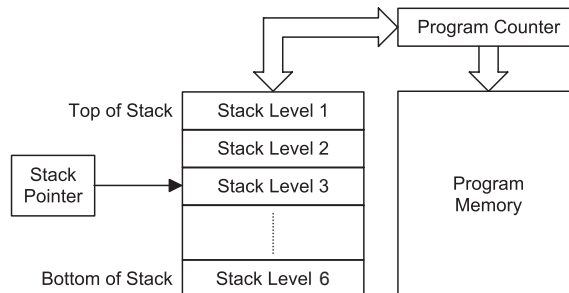 Program Counter
Top of Stack
Stack Level 1
Stack Level 2
Stack
Pointer
Stack Level 3
Program
Memory
Bottom of Stack
Stack Level 6